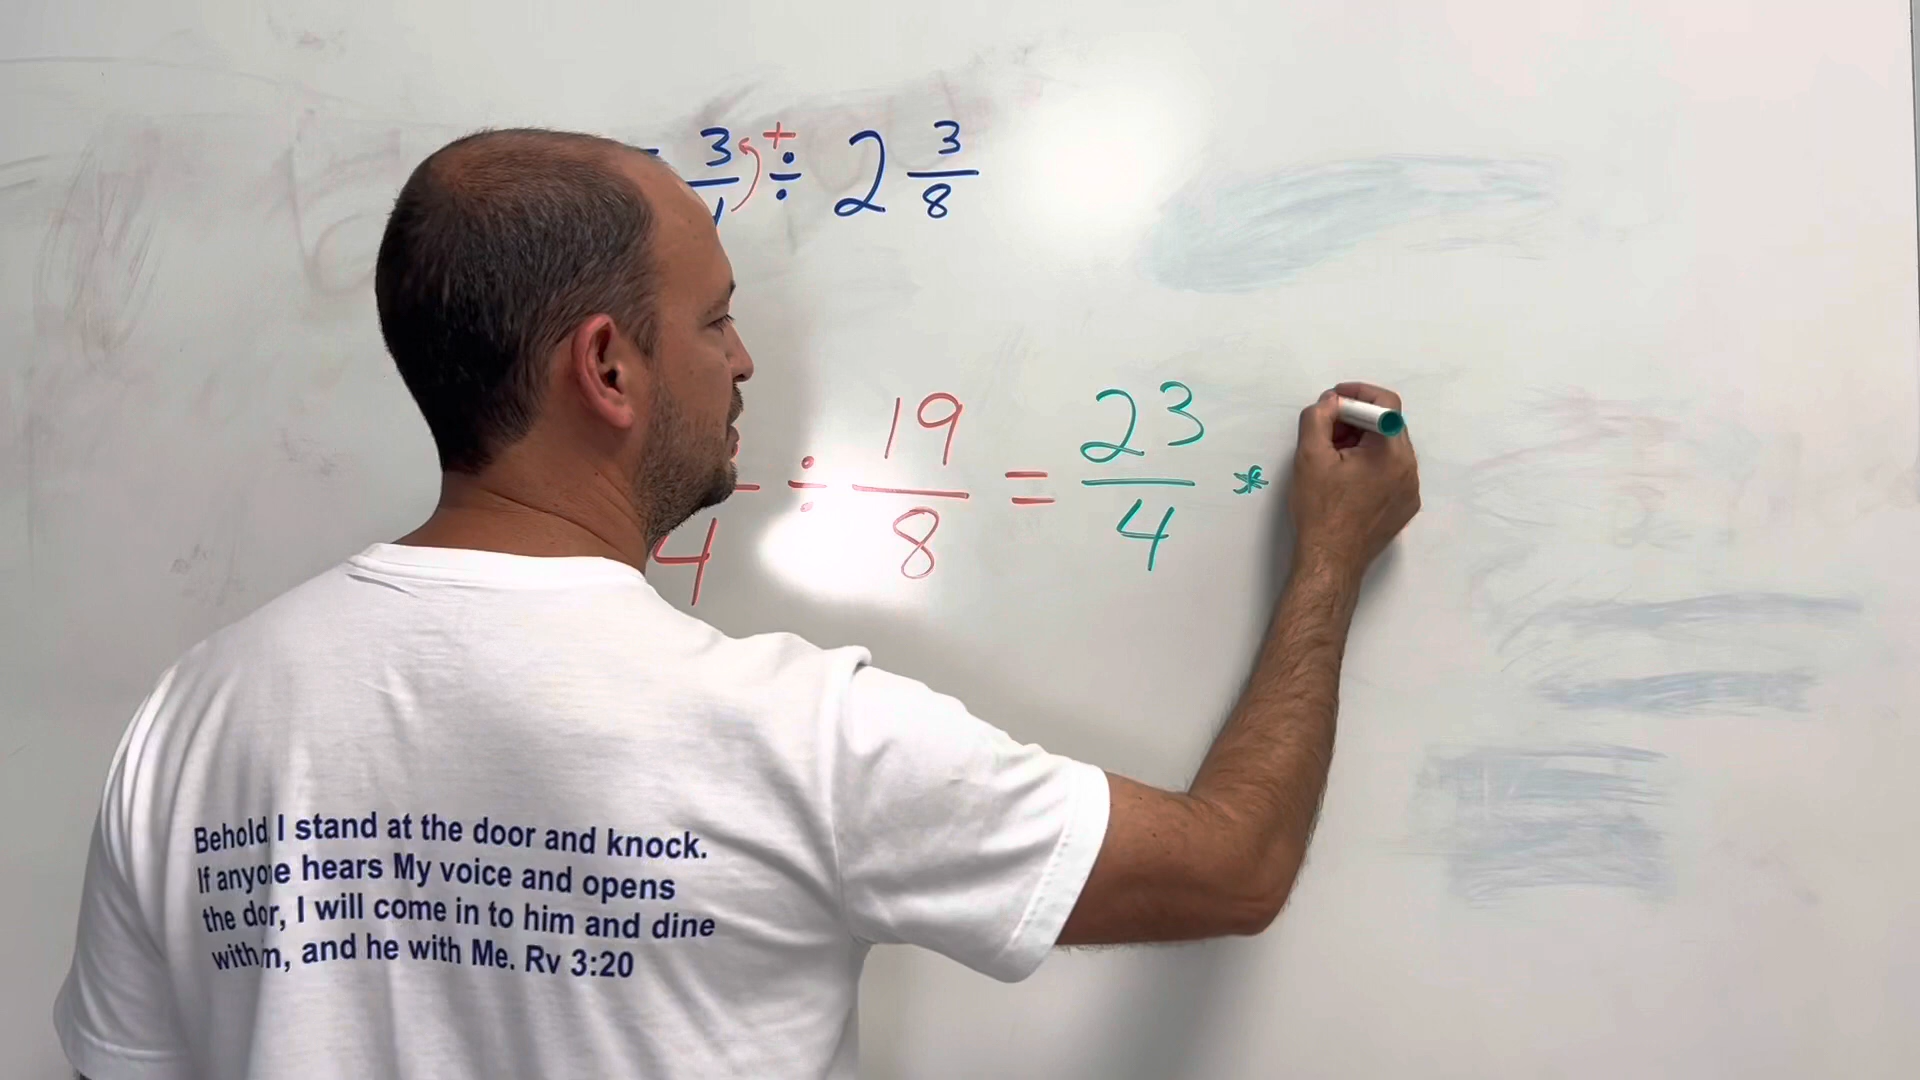 3/4 ÷ 2 3/8
4 ÷ 19/8 = 23/4 *
Behold I stand at the door and knock.
If anyone hears My voice and opens
the dor, I will come in to him and dine
with m, and he with Me. Rv 3:20